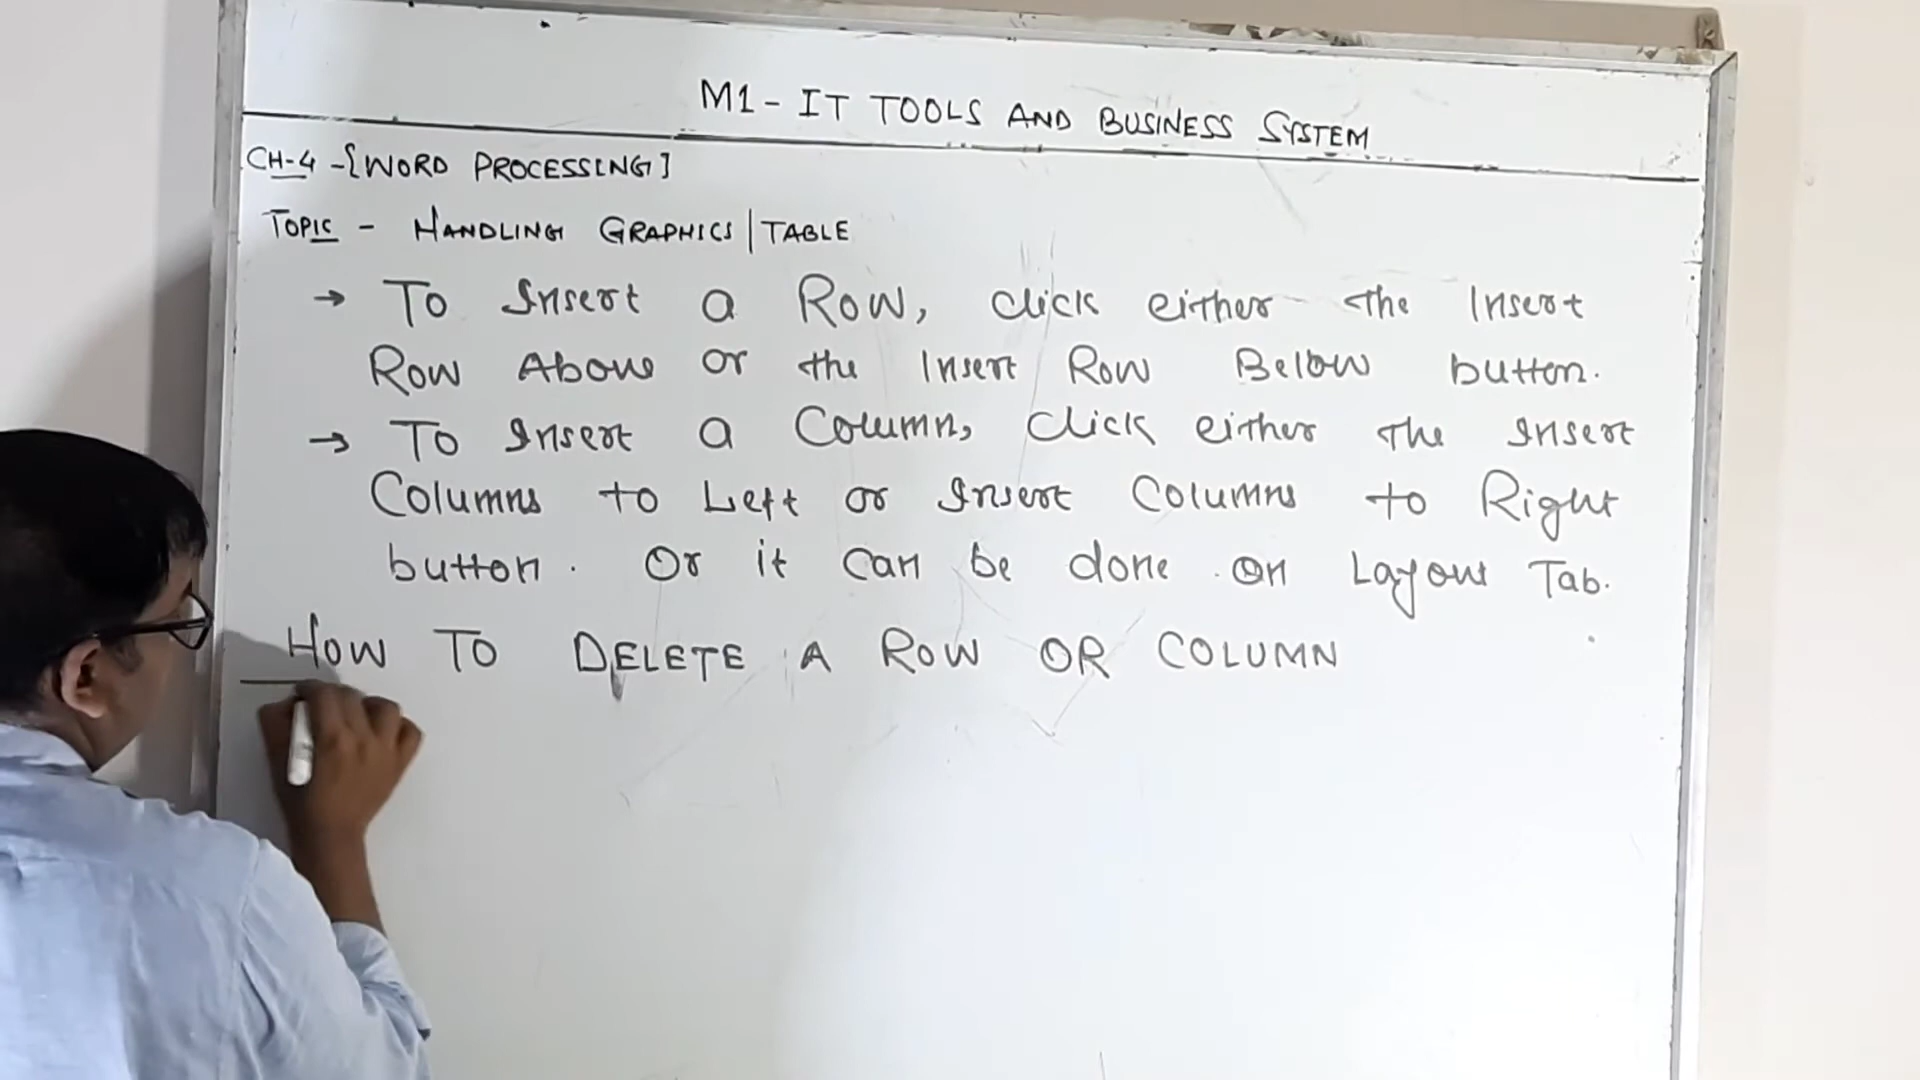 M1 - IT TOOLS AND BUSINESS SYSTEM
CH-4 - [WORD PROCESSING]
TOPIC - HANDLING GRAPHICS | TABLE
→ To Insert a Row, click either the Insert
Row Above or the Insert Row Below button.
→ To Insert a Column, Click either the Insert
Columns to Left or Insert Columns to Right
button. Or it can be done on Layout Tab.
HOW TO DELETE A ROW OR COLUMN